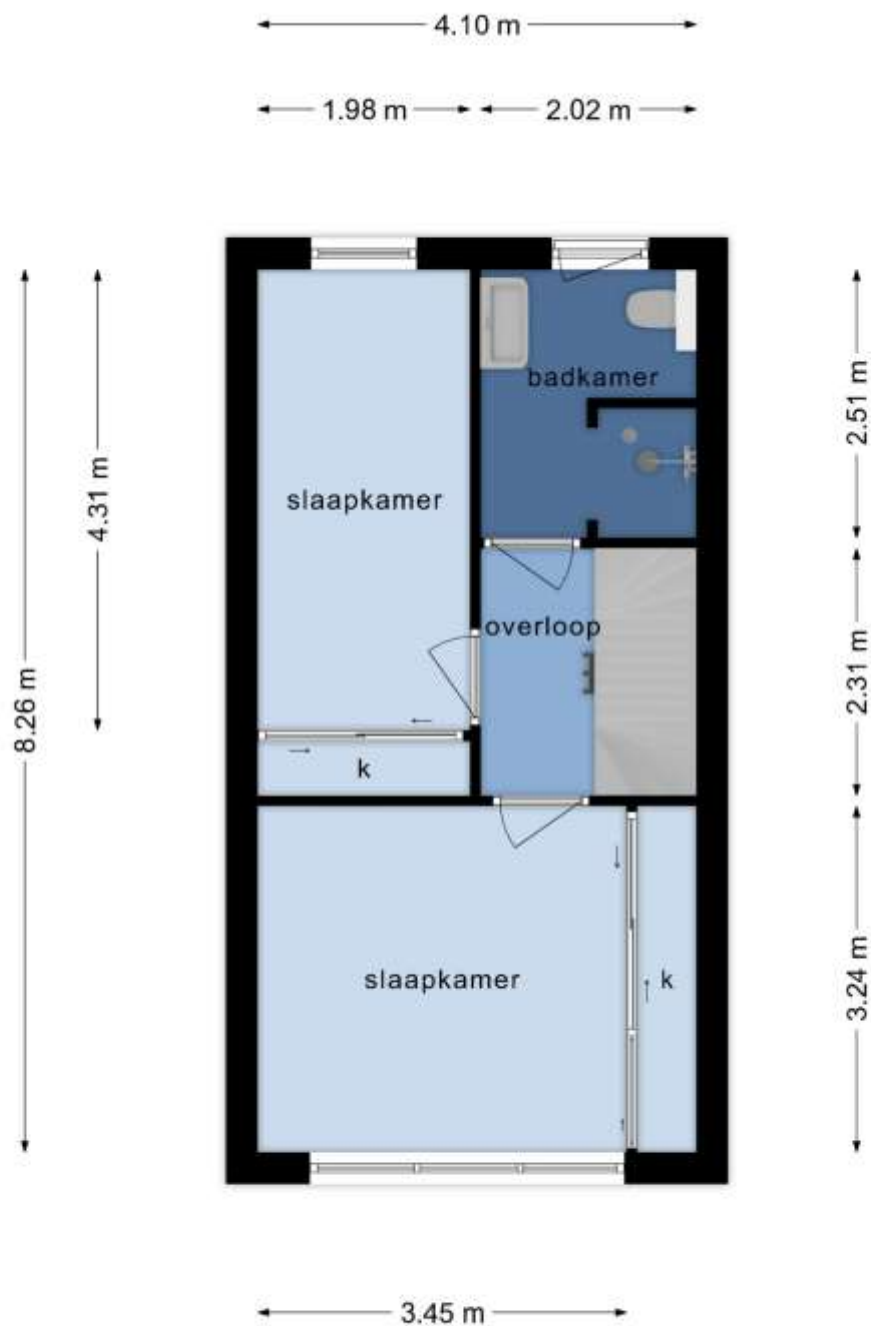 4.10 m
1.98 m
2.02 m
badkamer
2.51 m
4.31 m
slaapkamer
overloop
2.31 m
8.26 m
k
slaapkamer
k
3.24 m
3.45 m